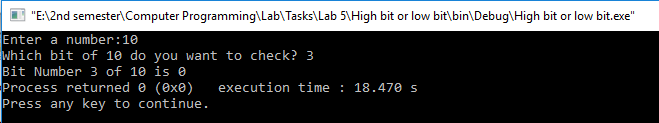 "E:\2nd semester\Computer Programming\Lab\Tasks\Lab 5\High bit or low bit\bin\Debug\High bit or low bit.exe"
Enter a number:10
Which bit of 10 do you want to check? 3
Bit Number 3 of 10 is 0
Process returned 0 (0x0)   execution time : 18.470 s
Press any key to continue.